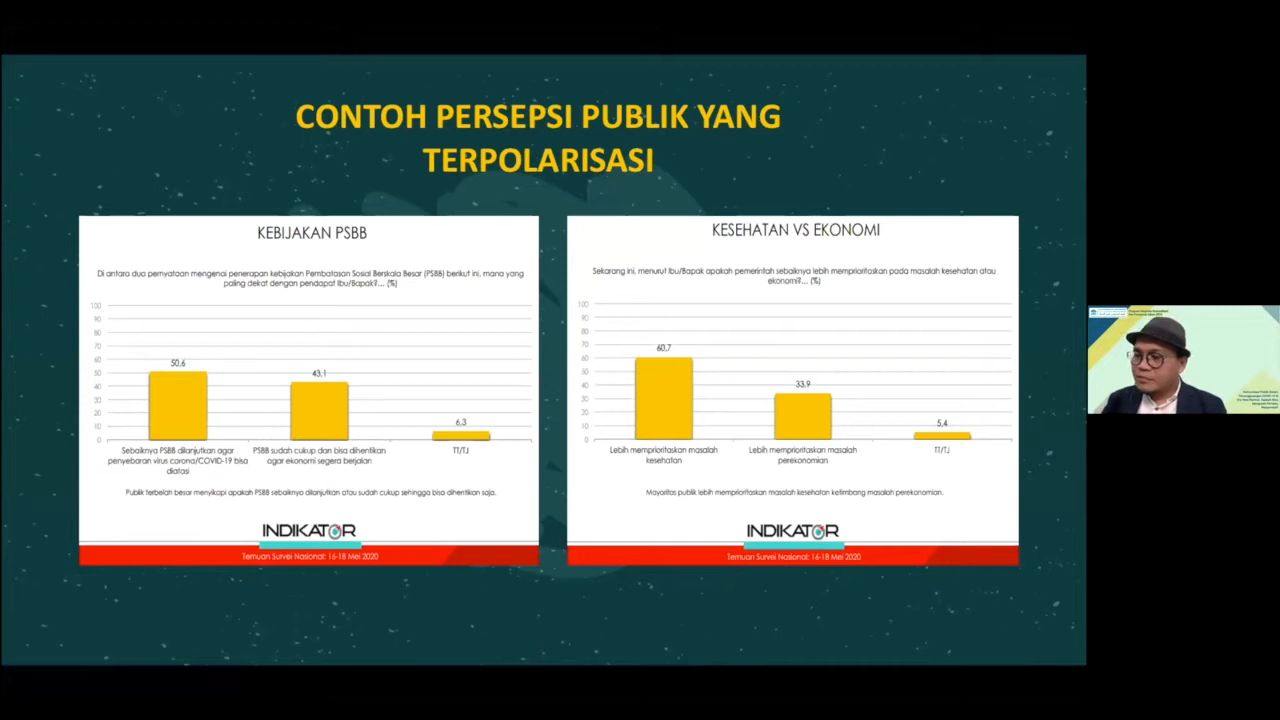 CONTOH PERSEPSI PUBLIK YANG
TERPOLARISASI
KEBIJAKAN PSBB
Di antara dua pernyataan mengenai penerapan kebijakan Pembatasan Sosial Berskala Besar (PSBB) berikut ini, mana yang
paling dekat dengan pendapat Ibu/Bapak?... (%)
100
90
80
70
60
50
40
30
20
10
0
50,6
43,1
6,3
Sebaiknya PSBB dilanjutkan agar
penyebaran virus corona/COVID-19 bisa
diatasi
PSBB sudah cukup dan bisa dihentikan
agar ekonomi segera berjalan
TT/TJ
Publik terbelah besar menyikapi apakah PSBB sebaiknya dilanjutkan atau sudah cukup sehingga bisa dihentikan saja.
INDIKATOR
Temuan Survei Nasional: 16-18 Mei 2020
KESEHATAN VS EKONOMI
Sekarang ini, menurut Ibu/Bapak apakah pemerintah sebaiknya lebih memprioritaskan pada masalah kesehatan atau
ekonomi?... (%)
100
90
80
70
60
50
40
30
20
10
0
60,7
33,9
5,4
Lebih memprioritaskan masalah
kesehatan
Lebih memprioritaskan masalah
perekonomian
TT/TJ
Mayoritas publik lebih memprioritaskan masalah kesehatan ketimbang masalah perekonomian.
INDIKATOR
Temuan Survei Nasional: 16-18 Mei 2020